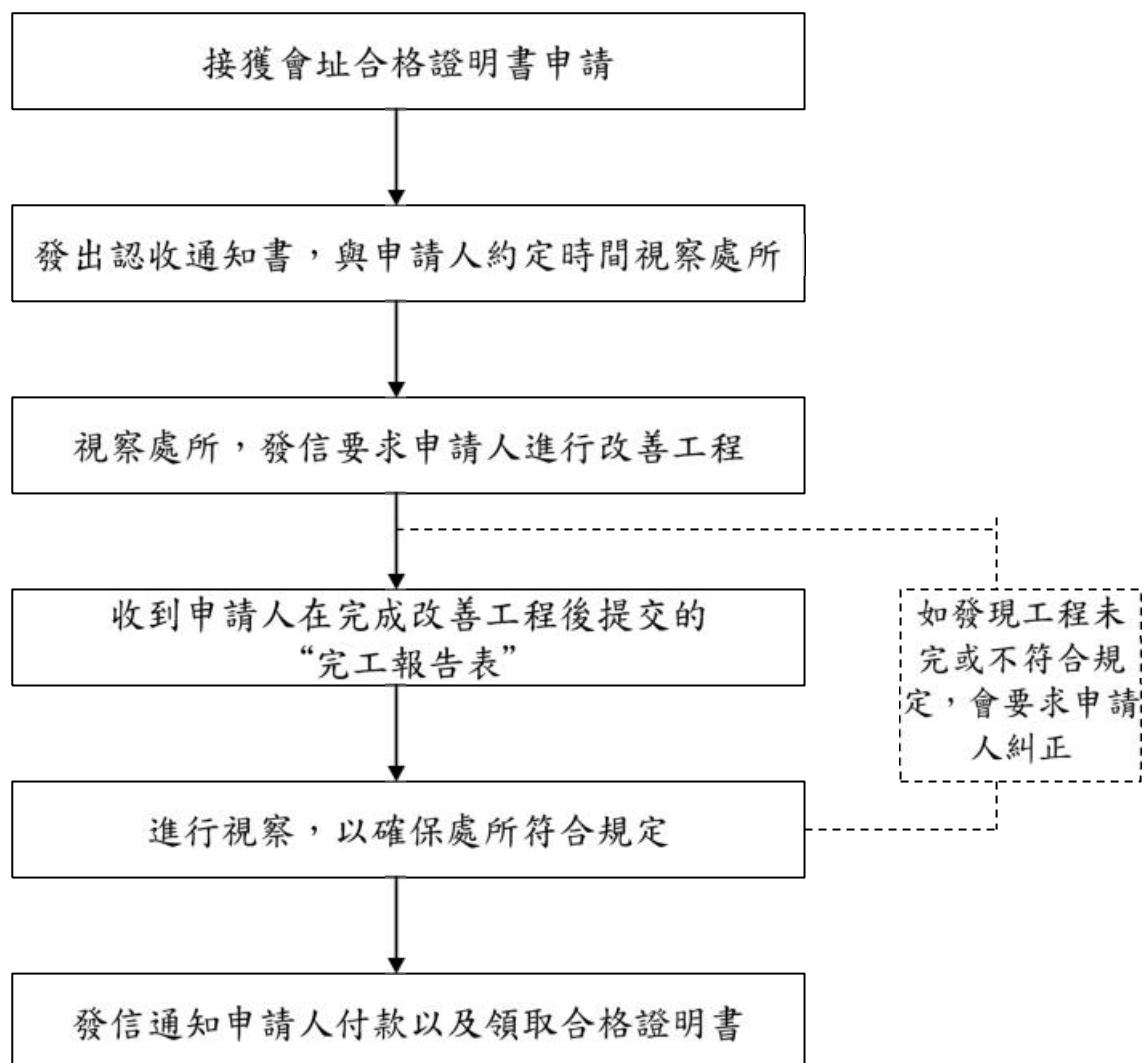 接獲會址合格證明書申請
發出認收通知書，與申請人約定時間視察處所
視察處所，發信要求申請人進行改善工程
收到申請人在完成改善工程後提交的
“完工報告表”
如發現工程未
完或不符合規
定，會要求申請
人糾正
進行視察，以確保處所符合規定
發信通知申請人付款以及領取合格證明書